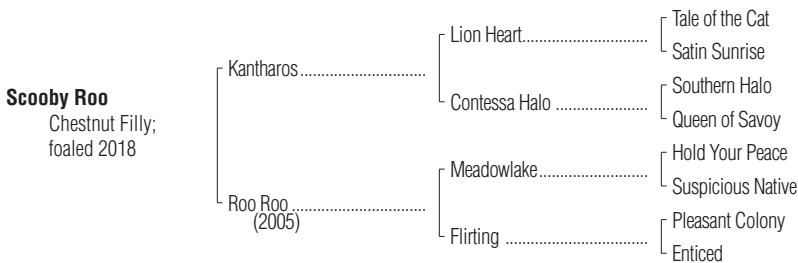 Scooby Roo
Chestnut Filly;
foaled 2018
Kantharos
Roo Roo
(2005)
Lion Heart
Contessa Halo
Meadowlake
Flirting
Tale of the Cat
Satin Sunrise
Southern Halo
Queen of Savoy
Hold Your Peace
Suspicious Native
Pleasant Colony
Enticed